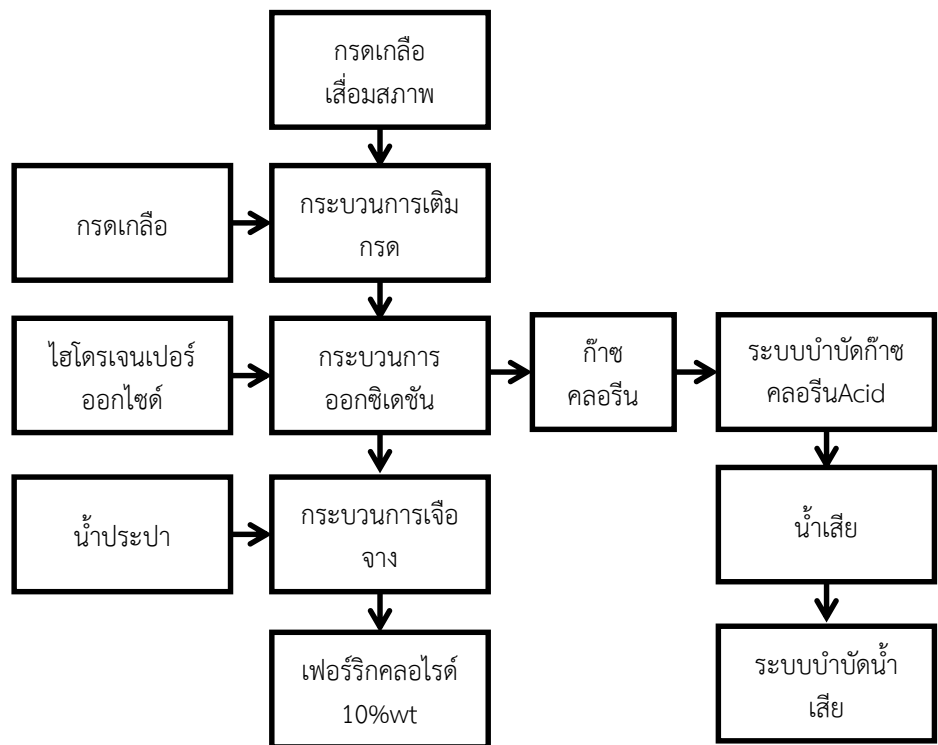 กรดเกลือ
เสื่อมสภาพ
กรดเกลือ
กระบวนการเติม
กรด
ไฮโดรเจนเปอร์
ออกไซด์
กระบวนการ
ออกซิเดชัน
ก๊าซ
คลอรีน
ระบบบำบัดก๊าซ
คลอรีนAcid
น้ำประปา
กระบวนการเจือ
จาง
น้ำเสีย
เฟอร์ริกคลอไรด์
10%wt
ระบบบำบัดน้ำ
เสีย